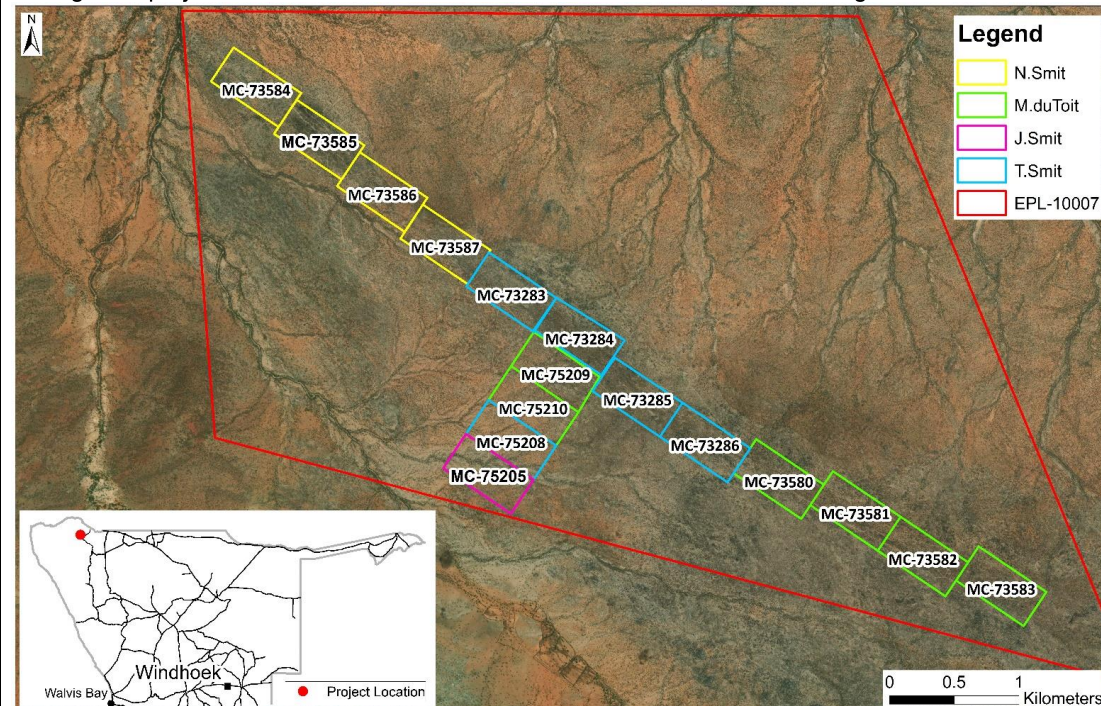 N
Legend
N.Smit
M.duToit
J.Smit
T.Smit
EPL-10007
MC-73584
MC-73585
MC-73586
MC-73587
MC-73283
MC-73284
MC-75209
MC-73285
MC-75210
MC-75208
MC-73286
MC-75205
MC-73580
MC-73581
MC-73582
MC-73583
Windhoek
Walvis Bay
Project Location
0 0.5 1
Kilometers